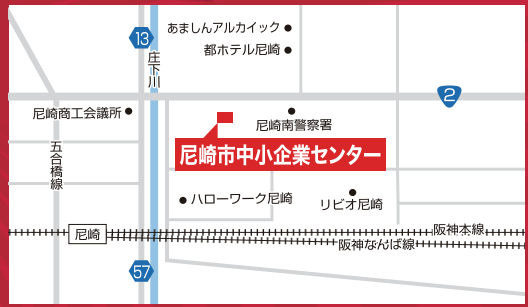 あましんアルカイック
13
都ホテル尼崎
庄下川
2
尼崎商工会議所
尼崎南警察署
尼崎市中小企業センター
五合橋線
ハローワーク尼崎
リビオ尼崎
尼崎
阪神本線
阪神なんば線
57